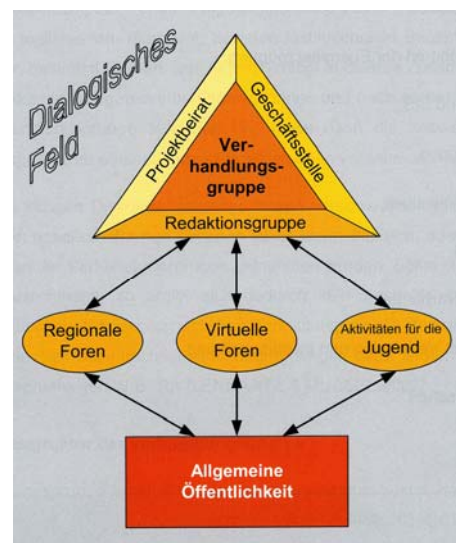 Dialogisches
Feld
Projektbeirat
Geschäftsstelle
Ver-
handlungs-
gruppe
Redaktionsgruppe
Regionale
Foren
Virtuelle
Foren
Aktivitäten für die
Jugend
Allgemeine
Öffentlichkeit